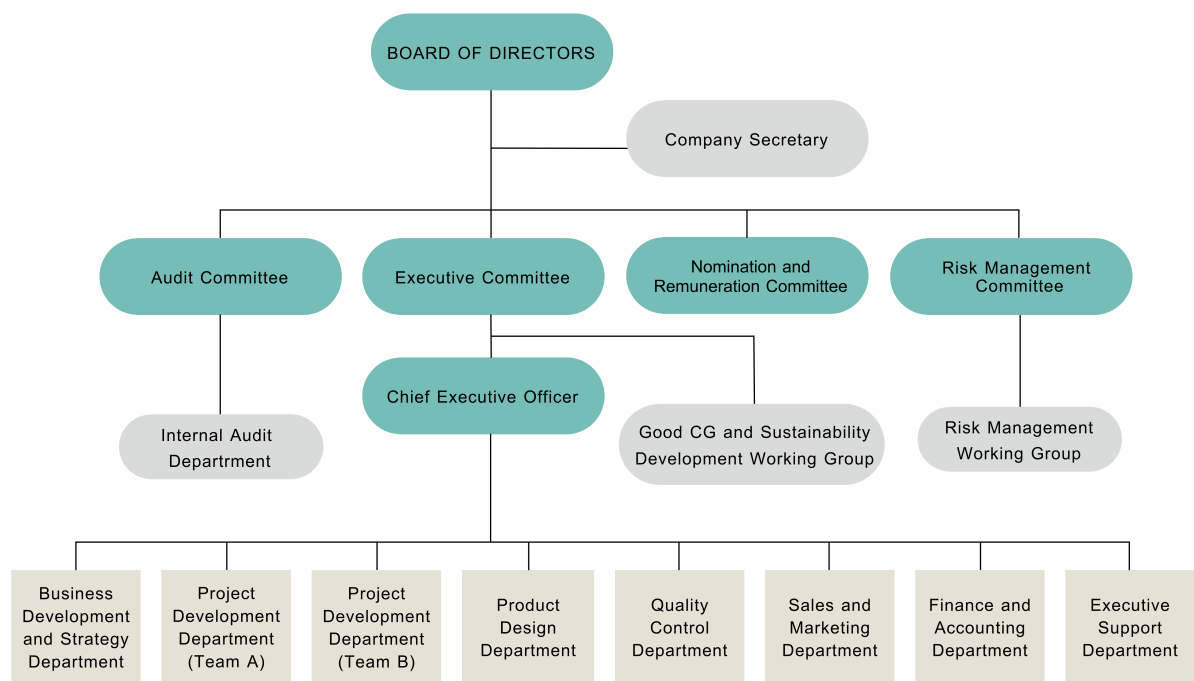 BOARD OF DIRECTORS
Company Secretary
Audit Committee
Executive Committee
Nomination and
Remuneration Committee
Risk Management
Committee
Chief Executive Officer
Internal Audit
Departrment
Good CG and Sustainability
Development Working Group
Risk Management
Working Group
Business
Development
and Strategy
Department
Project
Development
Department
(Team A)
Project
Development
Department
(Team B)
Product
Design
Department
Quality
Control
Department
Sales and
Marketing
Department
Finance and
Accounting
Department
Executive
Support
Department